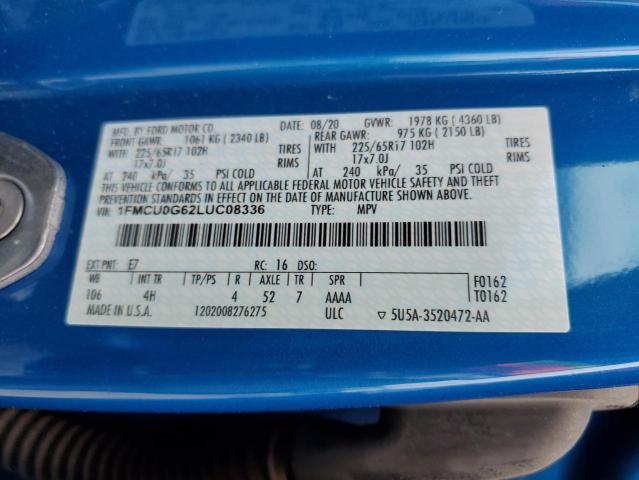 MFD. BY FORD MOTOR CO. DATE: 08/20 GVWR: 1978 KG ( 4360 LB)
FRONT GAWR: 1061 KG ( 2340 LB) REAR GAWR: 975 KG ( 2150 LB)
WITH 225/65R17 102H TIRES WITH 225/65R17 102H TIRES
17x7.0J RIMS 17x7.0J RIMS
AT 240 kPa/ 35 PSI COLD AT 240 kPa/ 35 PSI COLD
THIS VEHICLE CONFORMS TO ALL APPLICABLE FEDERAL MOTOR VEHICLE SAFETY AND THEFT
PREVENTION STANDARDS IN EFFECT ON THE DATE OF MANUFACTURE SHOWN ABOVE.
VIN: 1FMCU0G62LUC08336 TYPE: MPV
EXT PNT: E7 RC: 16 DSO:
WB INT TR TP/PS R AXLE TR SPR F0162
106 4H 4 52 7 AAAA T0162
MADE IN U.S.A. 1202008276275 ULC ▽ 5U5A-3520472-AA